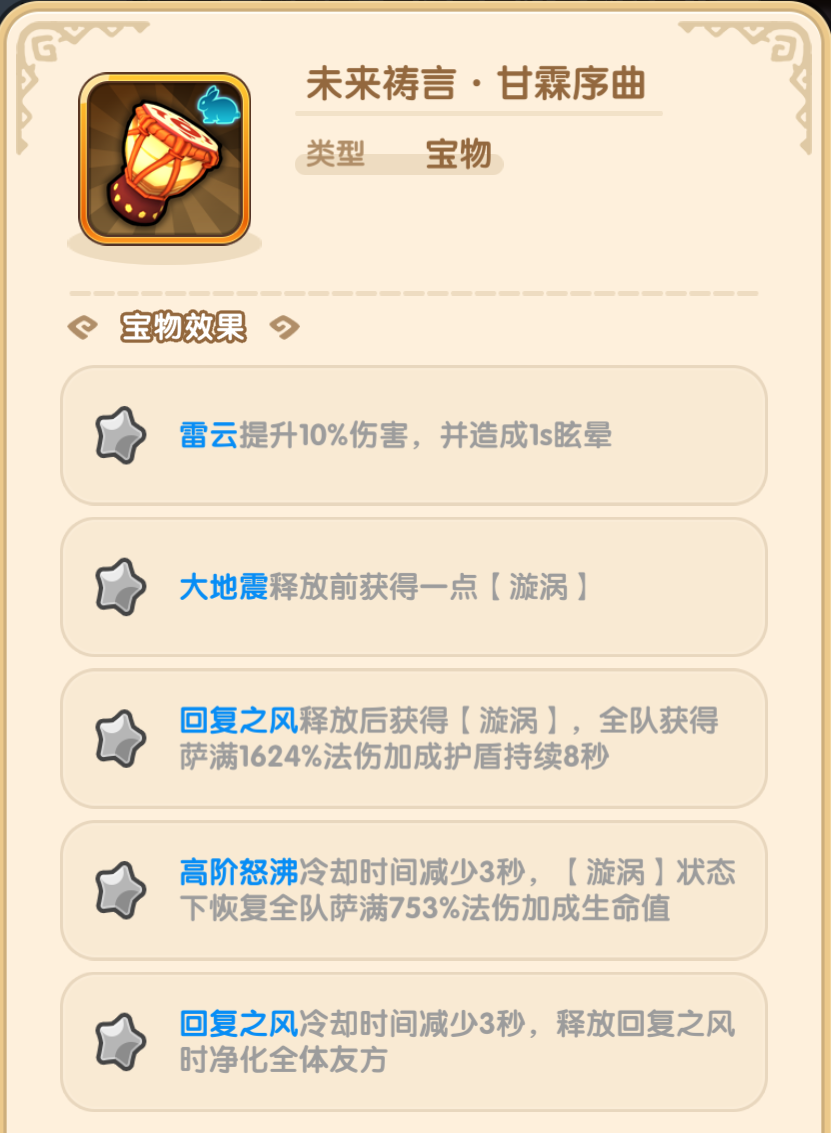 未来祷言·甘霖序曲
类型 宝物
宝物效果
雷云提升10%伤害，并造成1s眩晕
大地震释放前获得一点【漩涡】
回复之风释放后获得【漩涡】，全队获得
萨满1624%法伤加成护盾持续8秒
高阶怒沸冷却时间减少3秒，【漩涡】状态
下恢复全队萨满753%法伤加成生命值
回复之风冷却时间减少3秒，释放回复之风
时净化全体友方